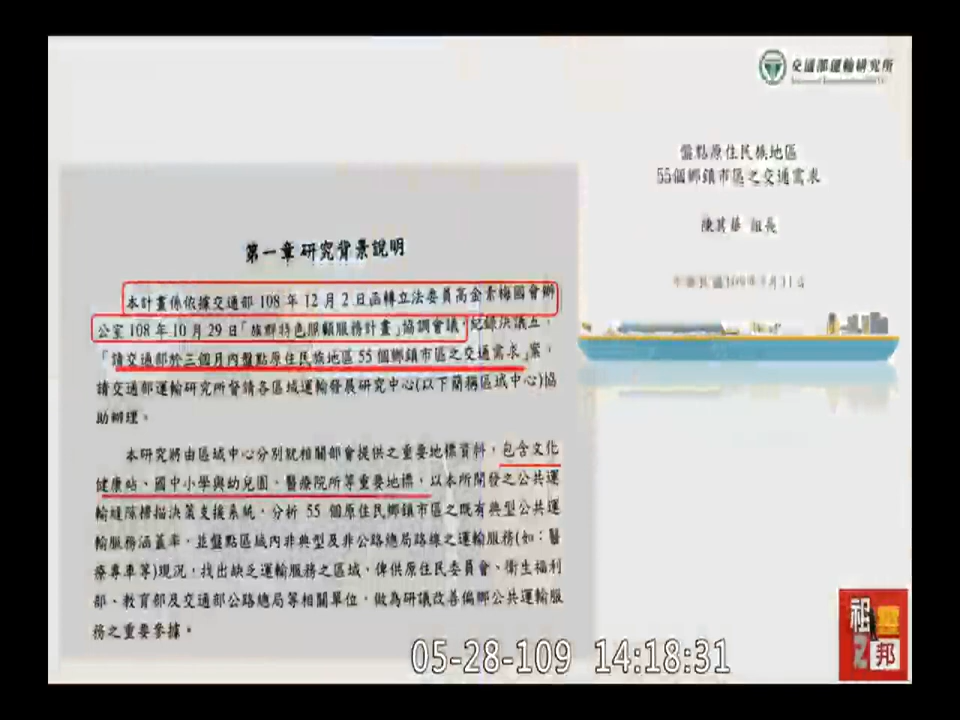 交通部運輸研究所
盤點原住民族地區
55個鄉鎮市區之交通需求
陳其華 組長
第一章 研究背景說明
本計畫係依據交通部 108 年 12 月 2 日函轉立法委員高金素梅國會辦
公室 108 年 10 月 29 日「族群特色照顧服務計畫」協調會議,紀錄決議五,
「請交通部於三個月內盤點原住民族地區 55 個鄉鎮市區之交通需求」案,
請交通部運輸研究所督請各區域運輸發展研究中心(以下簡稱區域中心)協
助辦理。
本研究將由區域中心分別就相關部會提供之重要地標資料,包含文化
健康站、國中小學與幼兒園、醫療院所等重要地標,以本所開發之公共運
輸縫隙掃描決策支援系統,分析 55 個原住民鄉鎮市區之既有典型公共運
輸服務涵蓋率,並盤點區域內非典型及非公路總局路線之運輸服務(如:醫
療專車等)現況,找出缺乏運輸服務之區域,俾供原住民委員會、衛生福利
部、教育部及交通部公路總局等相關單位,做為研議改善偏鄉公共運輸服
務之重要參據。
05-28-109 14:18:31
祖靈之邦